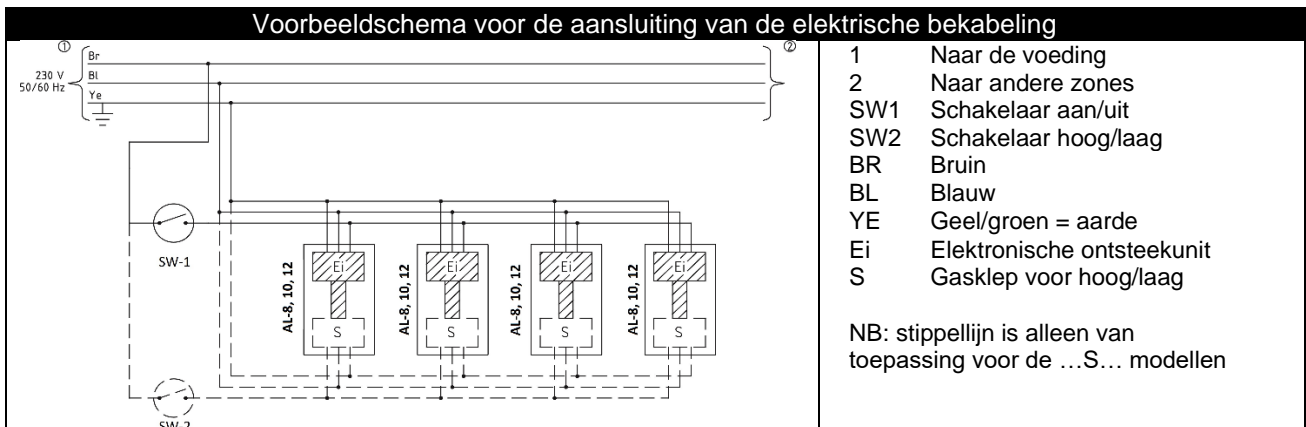 Voorbeeldschema voor de aansluiting van de elektrische bekabeling
①
Br
②
230 V
50/60 Hz
Bl
Ye
SW-1
AL-8, 10, 12
Ei
S
AL-8, 10, 12
Ei
S
AL-8, 10, 12
Ei
S
AL-8, 10, 12
Ei
S
SW-2
1 Naar de voeding
2 Naar andere zones
SW1 Schakelaar aan/uit
SW2 Schakelaar hoog/laag
BR Bruin
BL Blauw
YE Geel/groen = aarde
Ei Elektronische ontsteekunit
S Gasklep voor hoog/laag
NB: stippellijn is alleen van
toepassing voor de …S… modellen